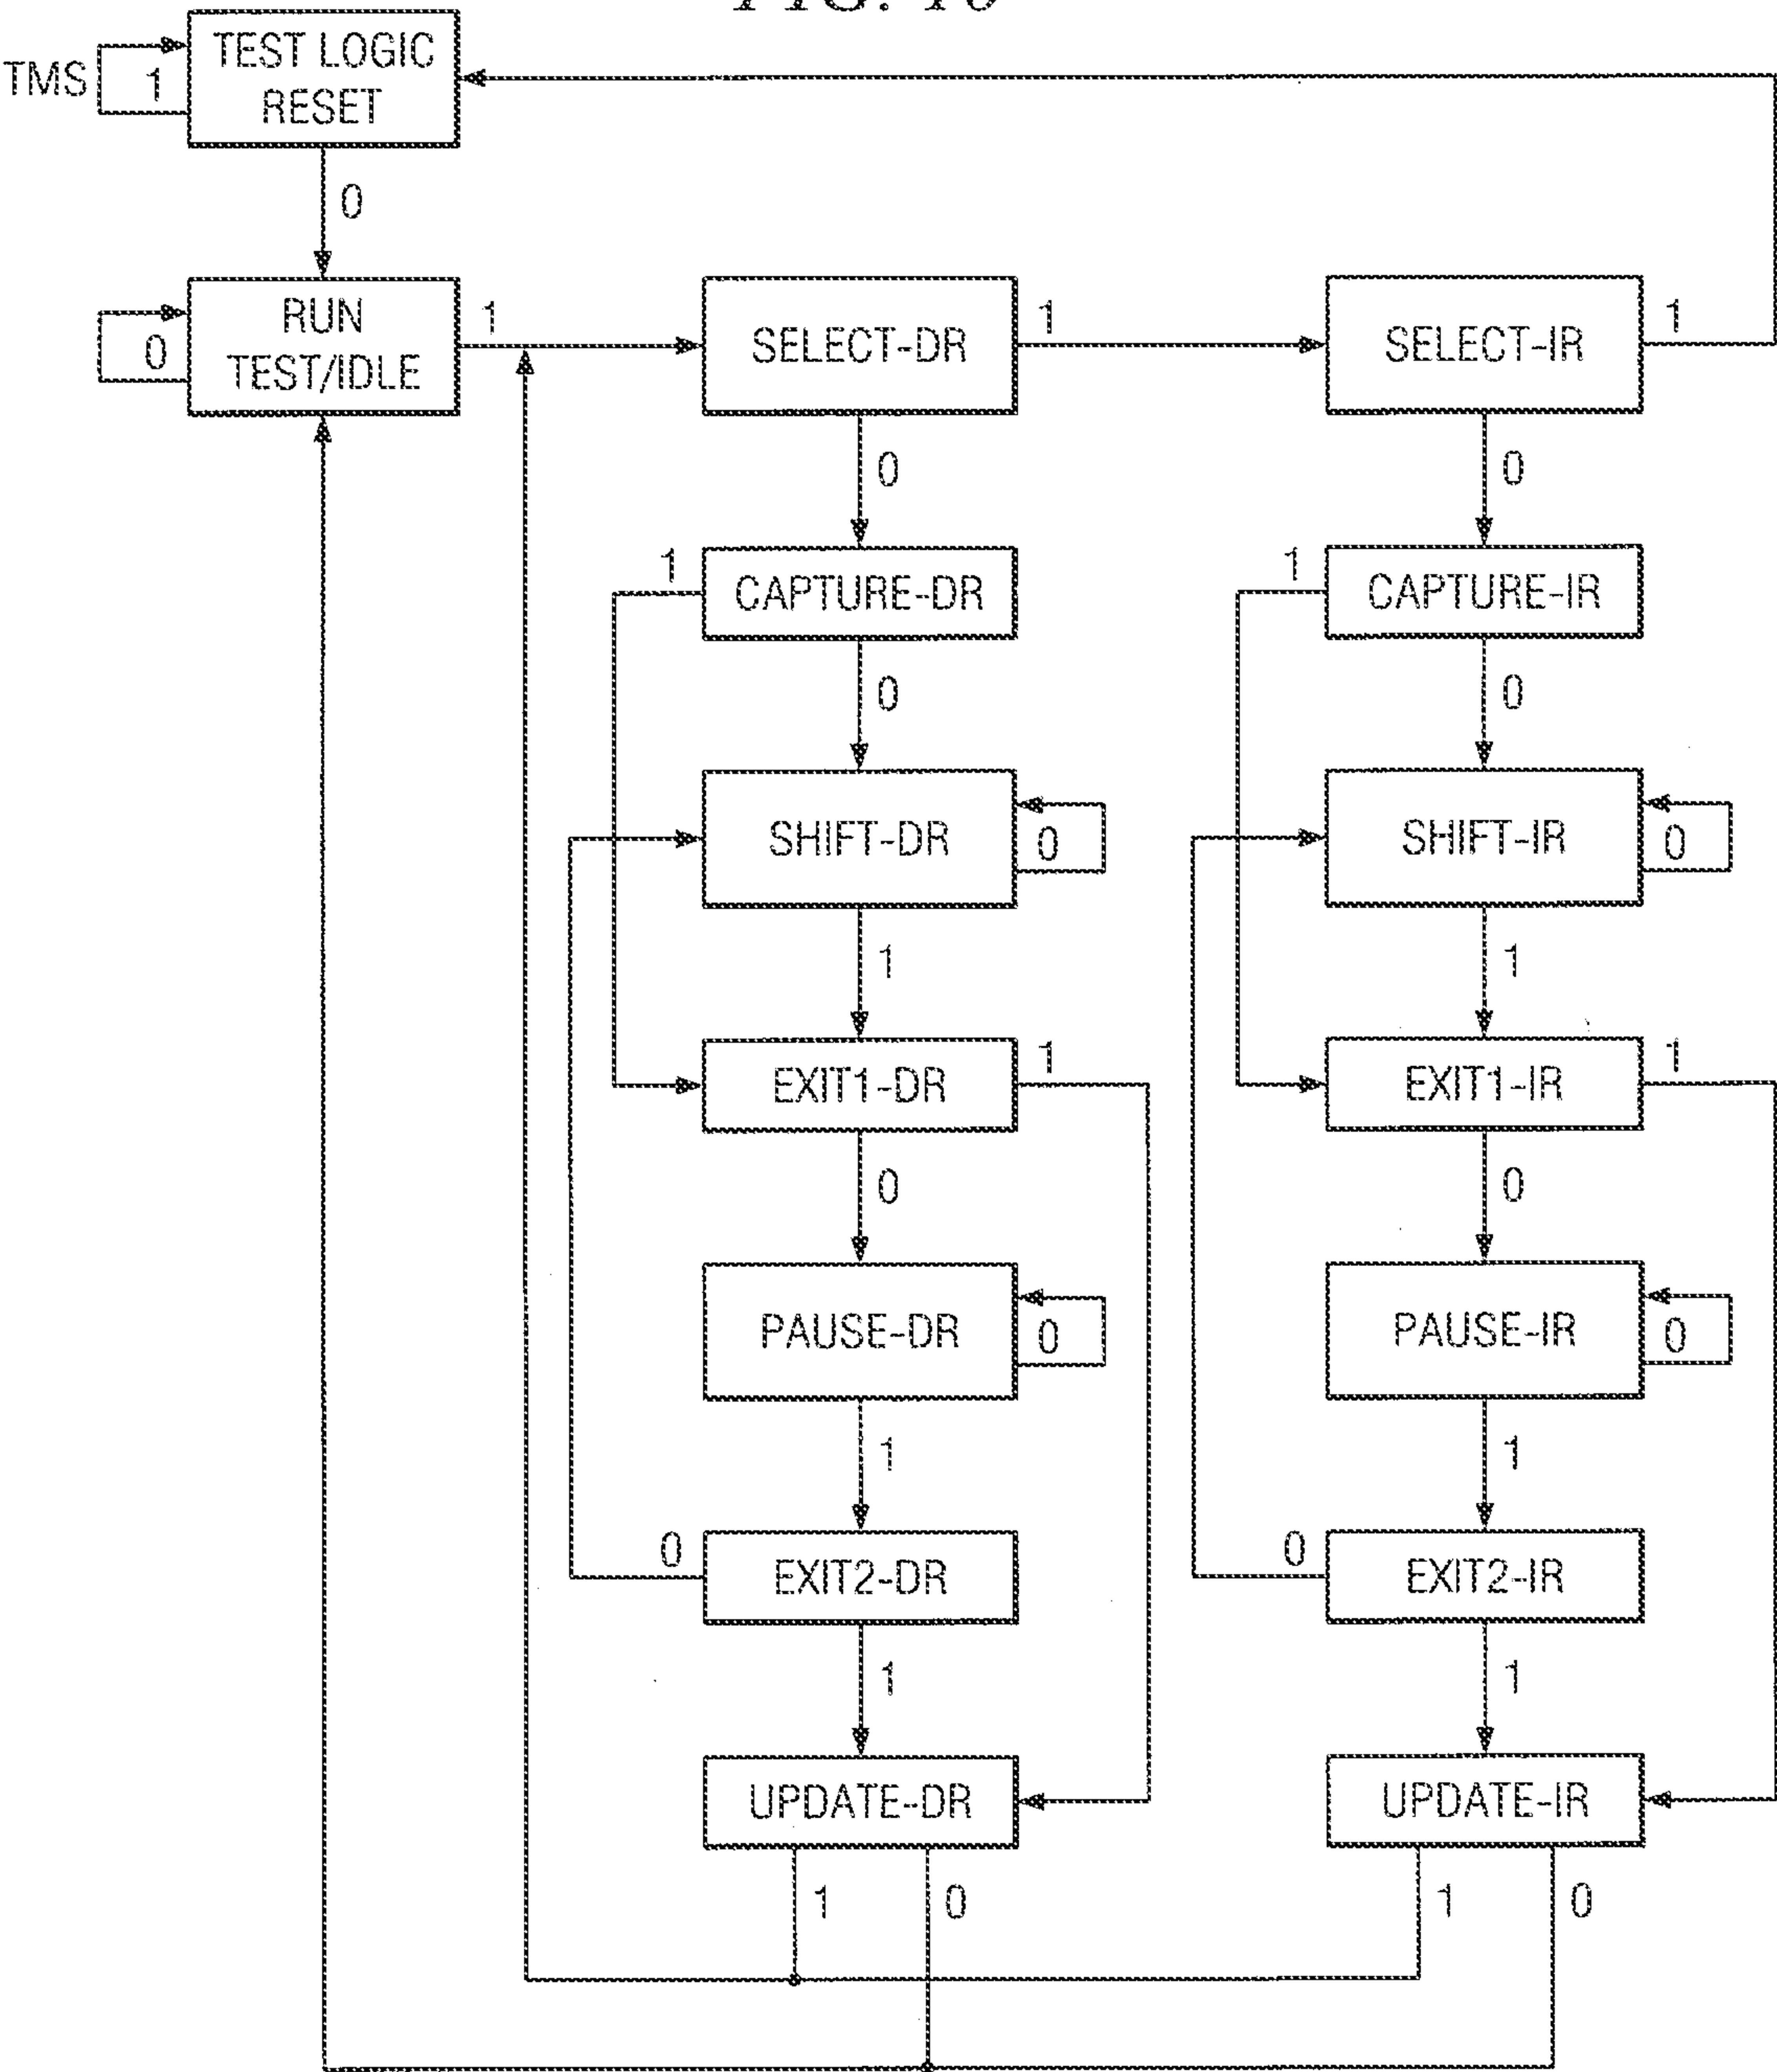 TEST LOGIC
RESET
TMS
1
0
RUN
TEST/IDLE
0
1
SELECT-DR
1
SELECT-IR
1
0
0
1
CAPTURE-DR
1
CAPTURE-IR
0
0
SHIFT-DR
0
SHIFT-IR
0
1
1
EXIT1-DR
1
EXIT1-IR
1
0
0
PAUSE-DR
0
PAUSE-IR
0
1
1
0
EXIT2-DR
0
EXIT2-IR
1
1
UPDATE-DR
UPDATE-IR
1
0
1
0